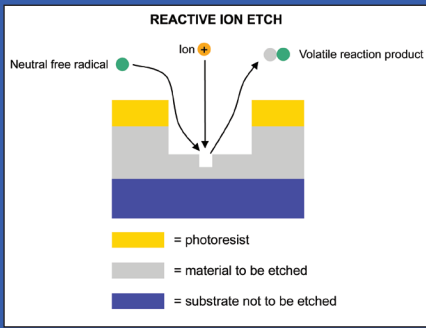 REACTIVE ION ETCH
Ion +
Neutral free radical
Volatile reaction product
= photoresist
= material to be etched
= substrate not to be etched